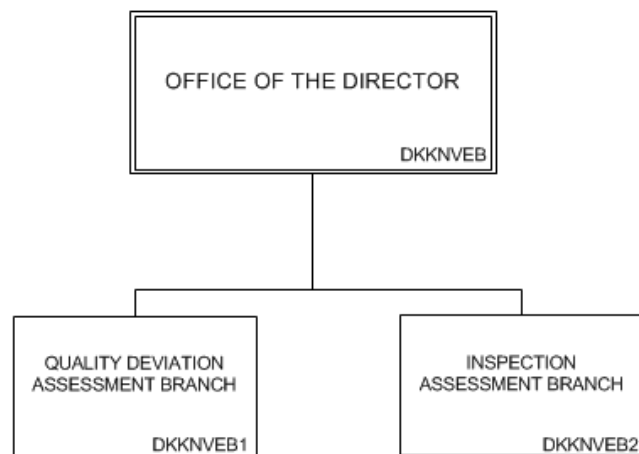 OFFICE OF THE DIRECTOR
DKKNVEB
QUALITY DEVIATION
ASSESSMENT BRANCH
DKKNVEB1
INSPECTION
ASSESSMENT BRANCH
DKKNVEB2